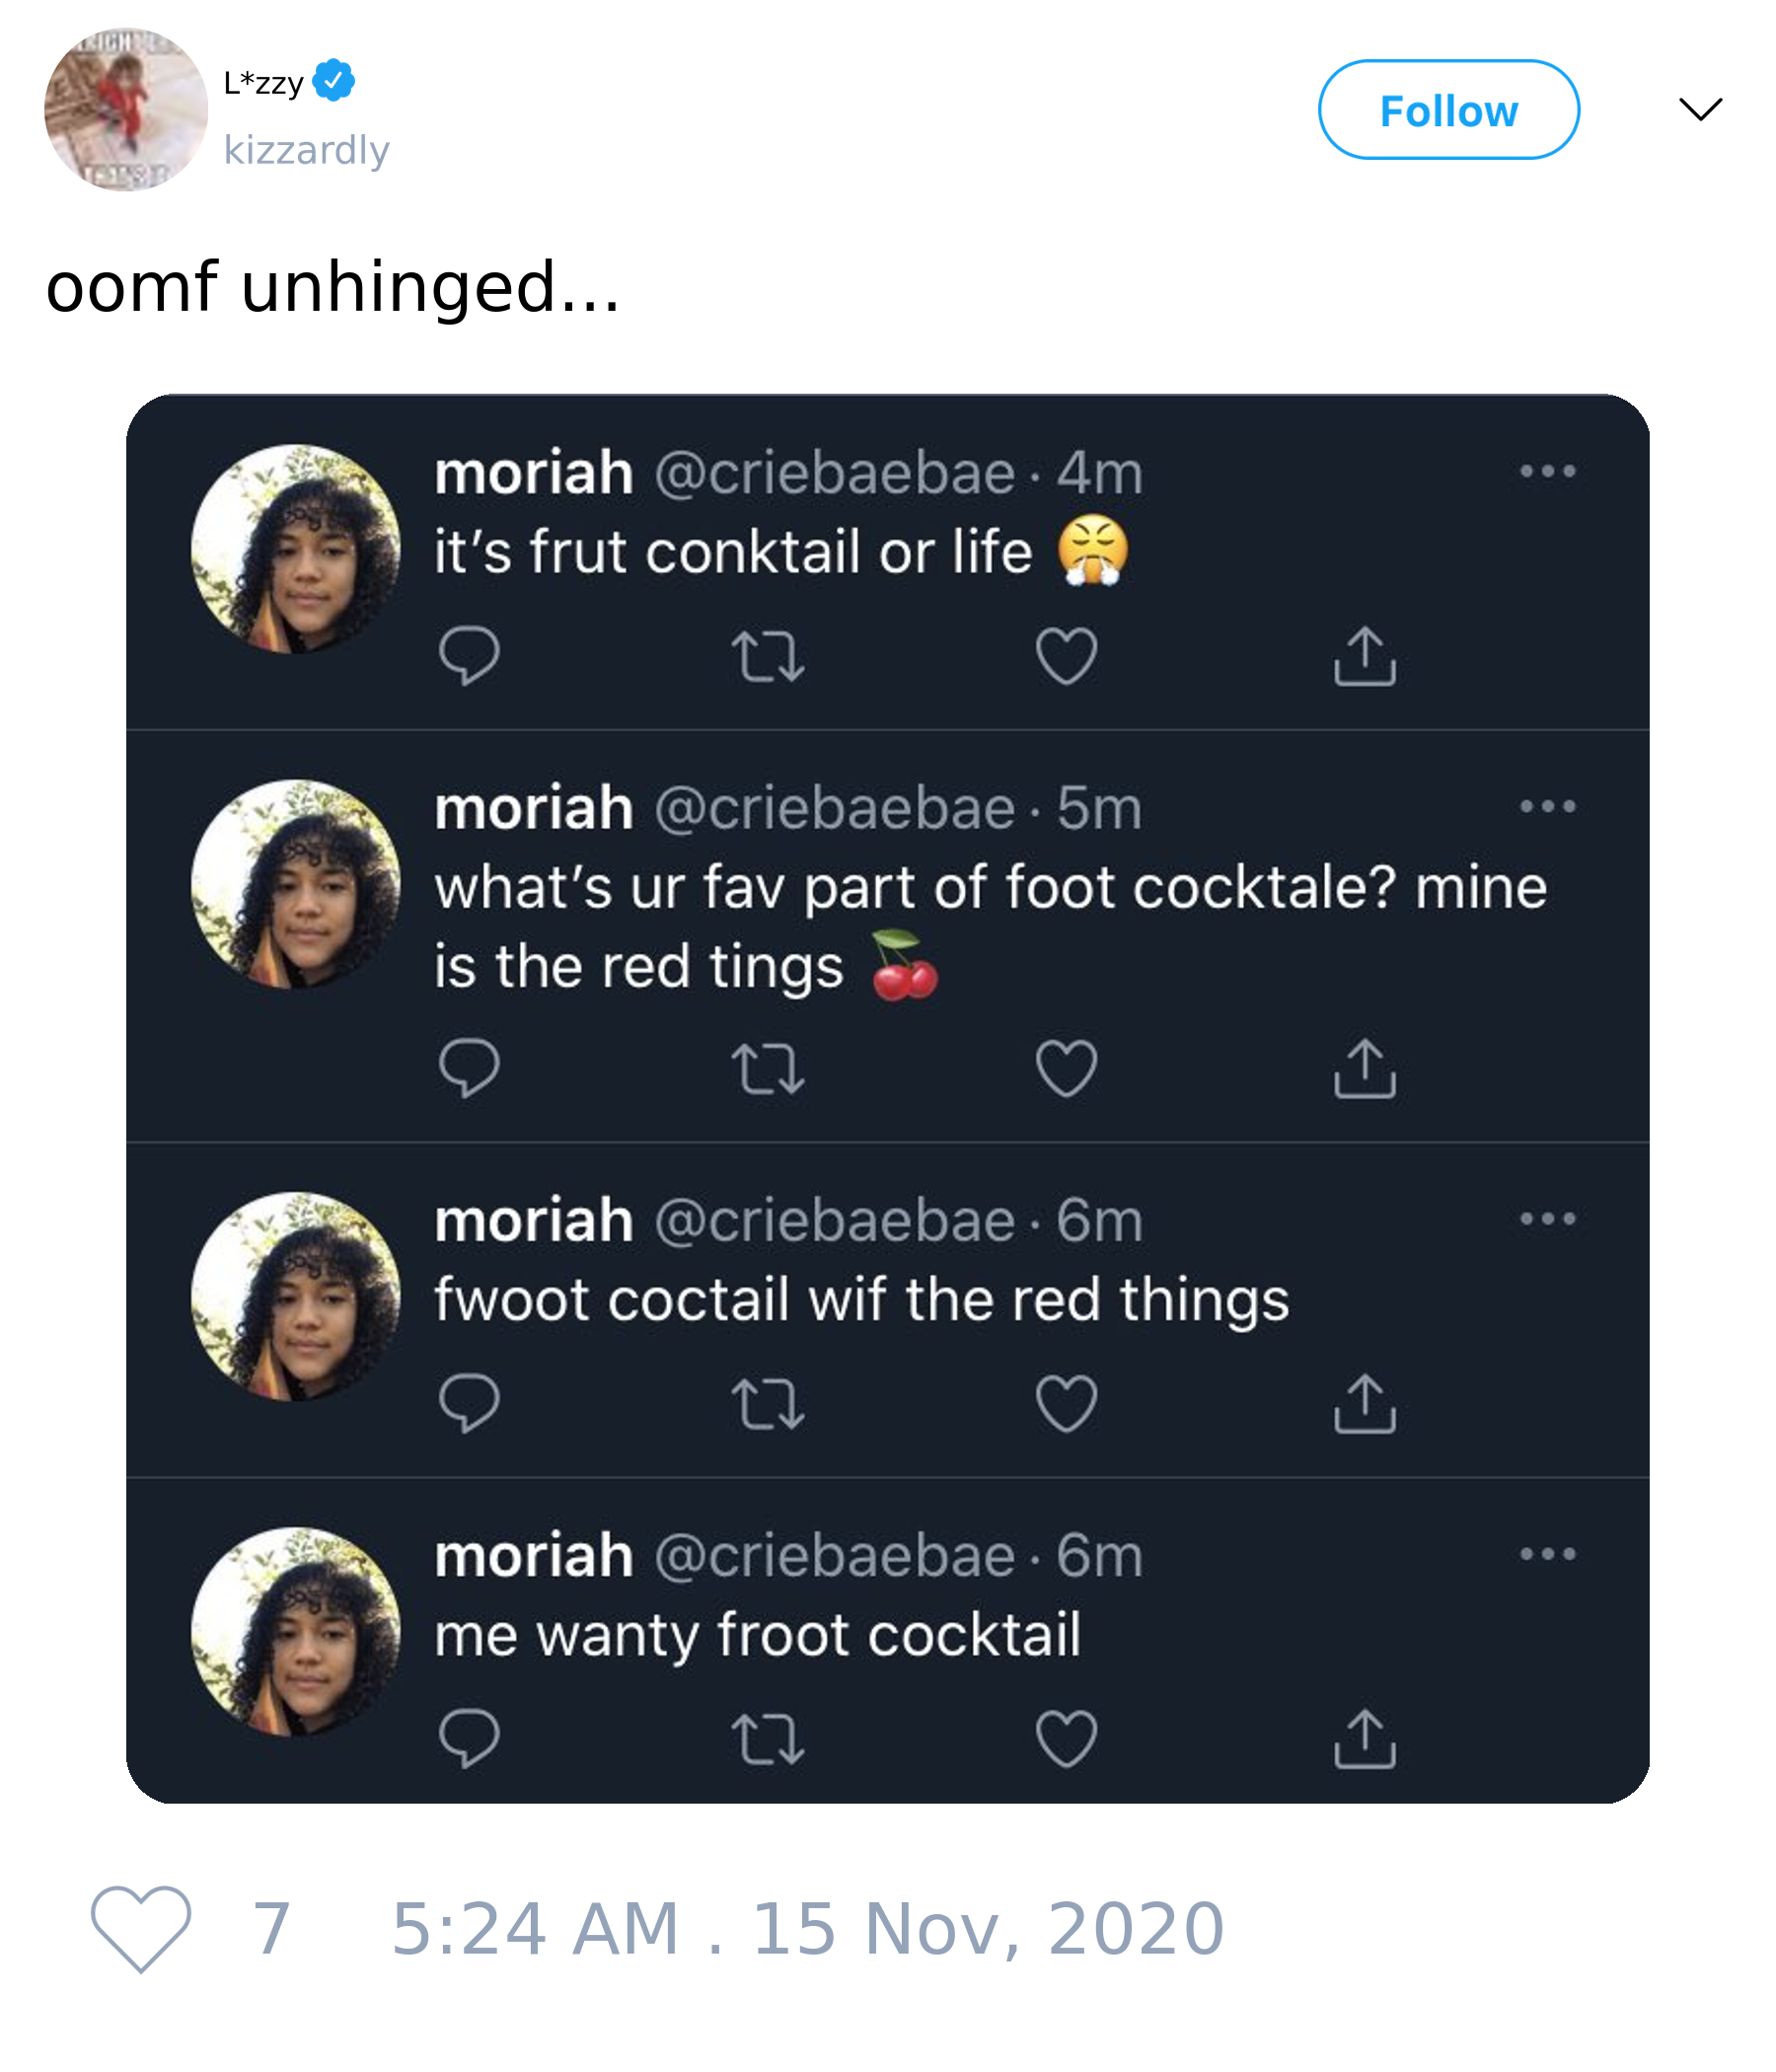 L*zzy
kizzardly
Follow
oomf unhinged...
moriah @criebaebae · 4m
it’s frut conktail or life 😤
moriah @criebaebae · 5m
what’s ur fav part of foot cocktale? mine
is the red tings 🍒
moriah @criebaebae · 6m
fwoot coctail wif the red things
moriah @criebaebae · 6m
me wanty froot cocktail
7 5:24 AM . 15 Nov, 2020